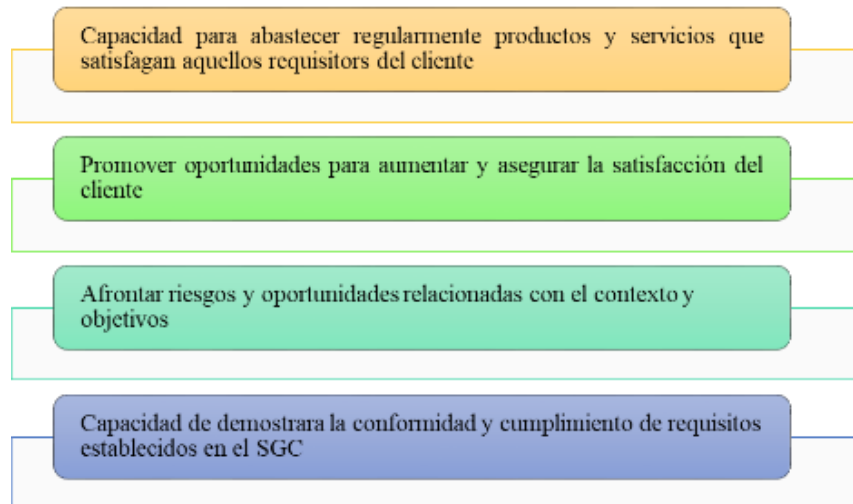 Capacidad para abastecer regularmente productos y servicios que
satisfagan aquellos requisitors del cliente
Promover oportunidades para aumentar y asegurar la satisfacción del
cliente
Afrontar riesgos y oportunidades relacionadas con el contexto y
objetivos
Capacidad de demostrara la conformidad y cumplimiento de requisitos
establecidos en el SGC